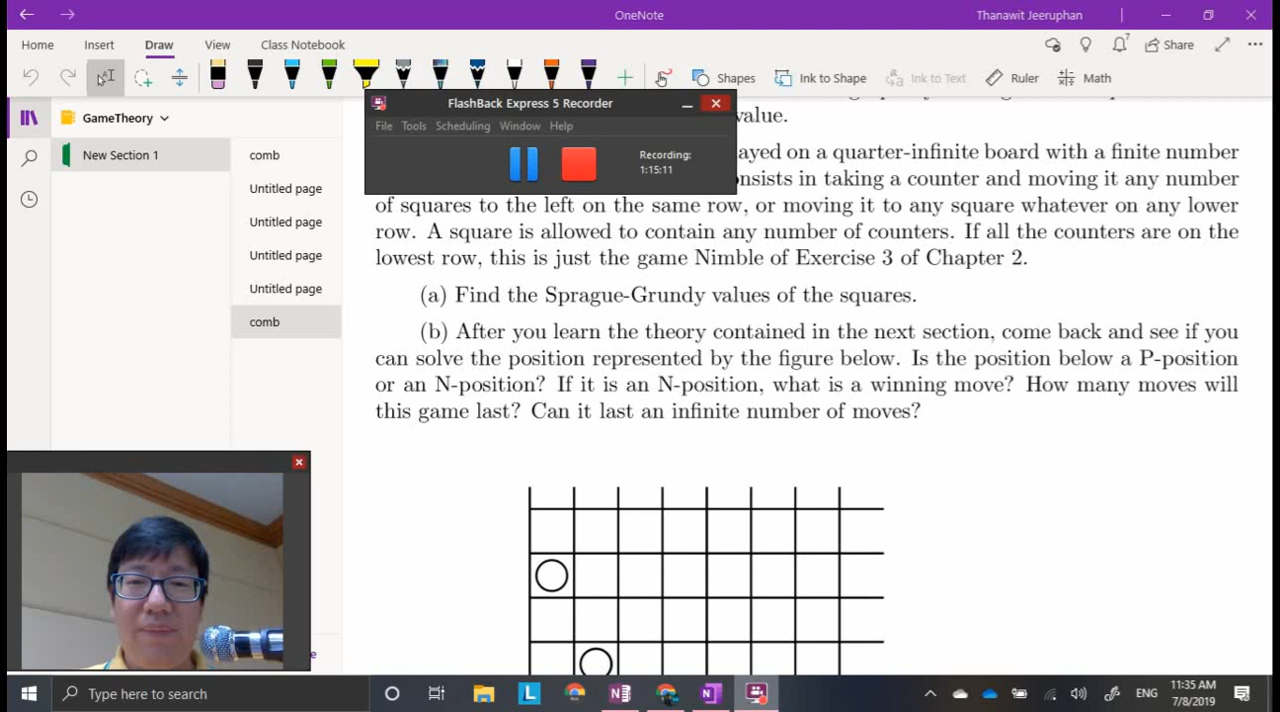 OneNote
Thanawit Jeeruphan
Home Insert Draw View Class Notebook
Share
Shapes Ink to Shape Ink to Text Ruler Math
FlashBack Express 5 Recorder
File Tools Scheduling Window Help
Recording:
1:15:11
GameTheory
New Section 1
comb
Untitled page
Untitled page
Untitled page
Untitled page
comb
value.
ayed on a quarter-infinite board with a finite number
nsists in taking a counter and moving it any number
of squares to the left on the same row, or moving it to any square whatever on any lower
row. A square is allowed to contain any number of counters. If all the counters are on the
lowest row, this is just the game Nimble of Exercise 3 of Chapter 2.
(a) Find the Sprague-Grundy values of the squares.
(b) After you learn the theory contained in the next section, come back and see if you
can solve the position represented by the figure below. Is the position below a P-position
or an N-position? If it is an N-position, what is a winning move? How many moves will
this game last? Can it last an infinite number of moves?
Type here to search
ENG
11:35 AM
7/8/2019